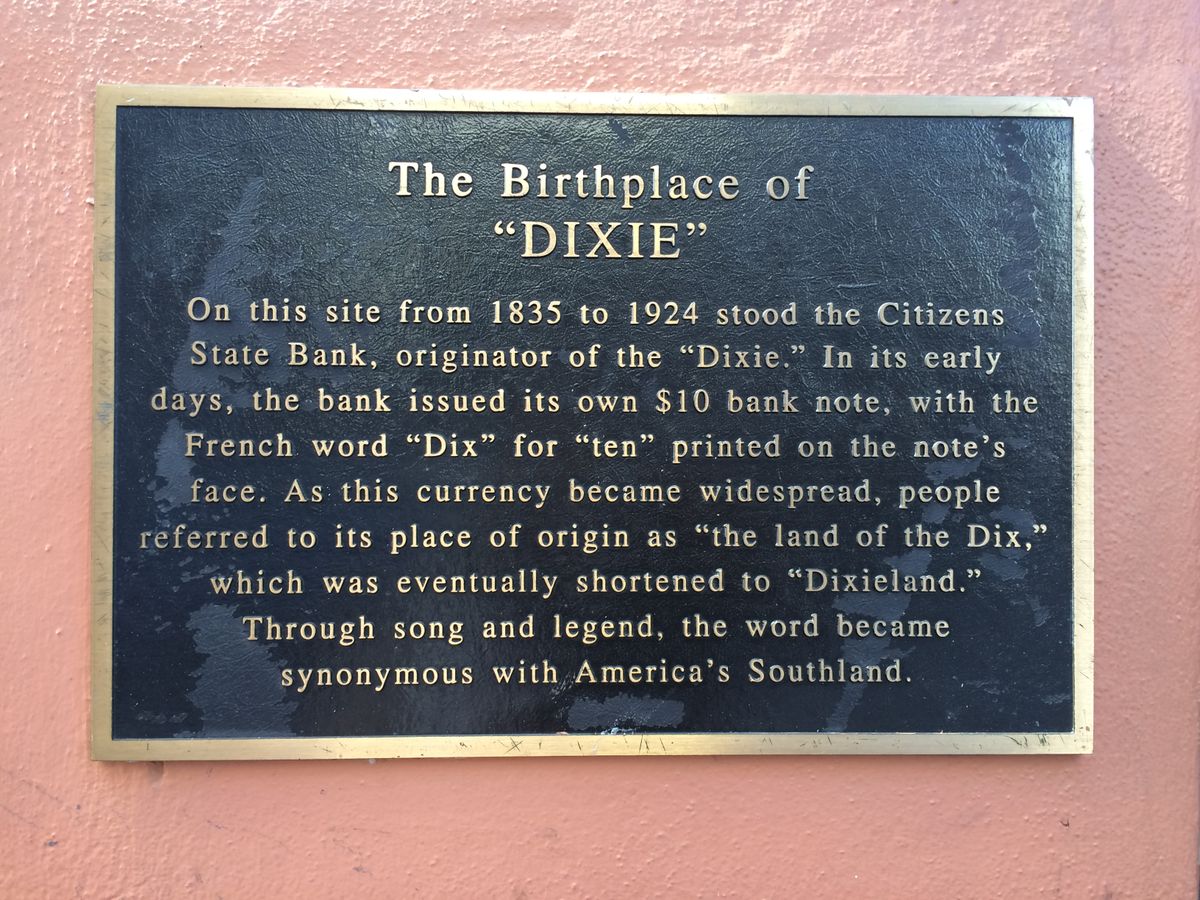 The Birthplace of
“DIXIE”
On this site from 1835 to 1924 stood the Citizens
State Bank, originator of the “Dixie.” In its early
days, the bank issued its own $10 bank note, with the
French word “Dix” for “ten” printed on the note’s
face. As this currency became widespread, people
referred to its place of origin as “the land of the Dix,”
which was eventually shortened to “Dixieland.”
Through song and legend, the word became
synonymous with America’s Southland.